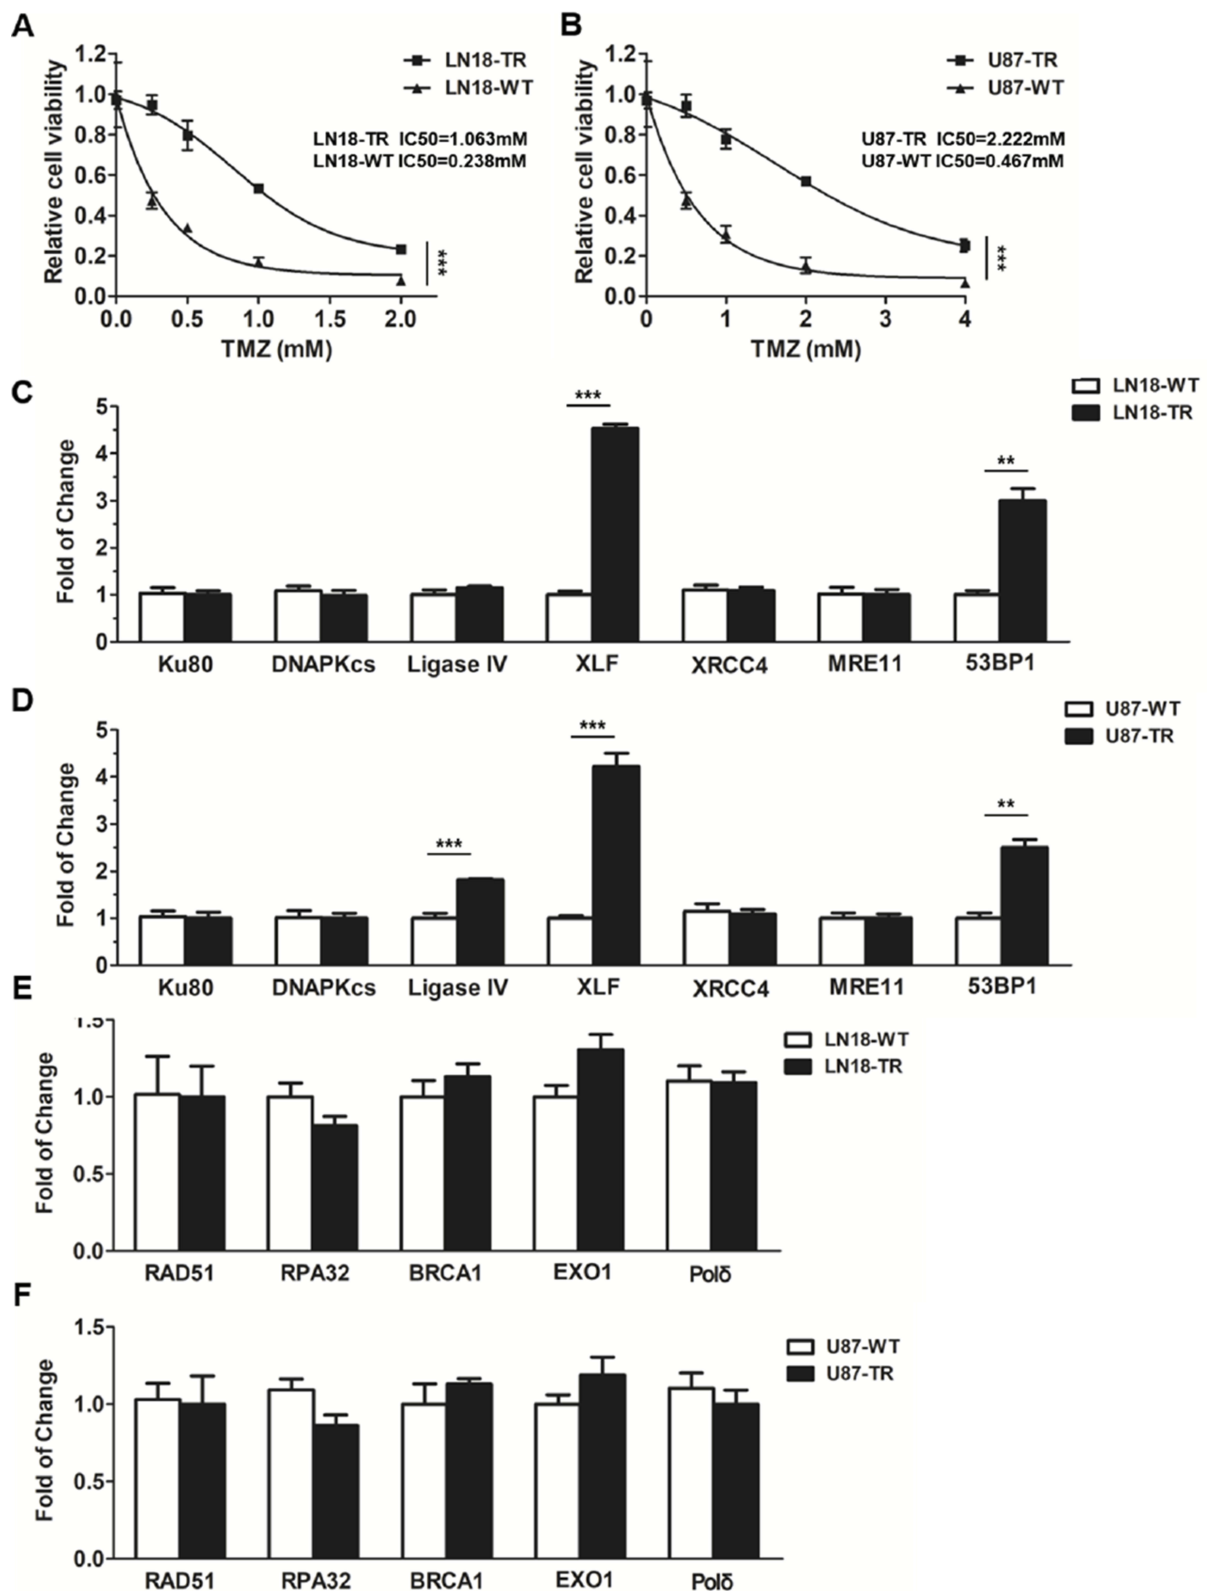 A
Relative cell viability
1.2
1.0
0.8
0.6
0.4
0.2
0.0
0.0 0.5 1.0 1.5 2.0
TMZ (mM)
LN18-TR
LN18-WT
LN18-TR IC50=1.063mM
LN18-WT IC50=0.238mM
***
B
Relative cell viability
1.2
1.0
0.8
0.6
0.4
0.2
0.0
0 1 2 3 4
TMZ (mM)
U87-TR
U87-WT
U87-TR IC50=2.222mM
U87-WT IC50=0.467mM
***
C
Fold of Change
5
4
3
2
1
0
***
**
LN18-WT
LN18-TR
Ku80 DNAPKcs Ligase IV XLF XRCC4 MRE11 53BP1
D
Fold of Change
5
4
3
2
1
0
***
***
**
U87-WT
U87-TR
Ku80 DNAPKcs Ligase IV XLF XRCC4 MRE11 53BP1
E
Fold of Change
1.5
1.0
0.5
0.0
LN18-WT
LN18-TR
RAD51 RPA32 BRCA1 EXO1 Polδ
F
Fold of Change
1.5
1.0
0.5
0.0
U87-WT
U87-TR
RAD51 RPA32 BRCA1 EXO1 Polδ